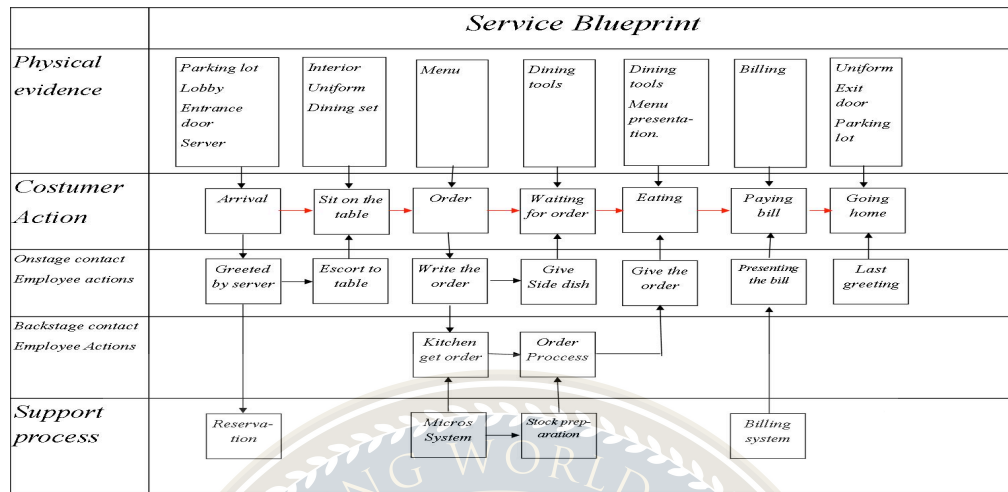 Service Blueprint
Physical
evidence
Parking lot
Lobby
Entrance
door
Server
Interior
Uniform
Dining set
Menu
Dining
tools
Dining
tools
Menu
presenta-
tion.
Billing
Uniform
Exit
door
Parking
lot
Costumer
Action
Arrival
Sit on the
table
Order
Waiting
for order
Eating
Paying
bill
Going
home
Onstage contact
Employee actions
Greeted
by server
Escort to
table
Write the
order
Give
Side dish
Give the
order
Presenting
the bill
Last
greeting
Backstage contact
Employee Actions
Kitchen
get order
Order
Proccess
Support
process
Reserva-
tion
Micros
System
Stock prep-
aration
Billing
system
NG WORLD